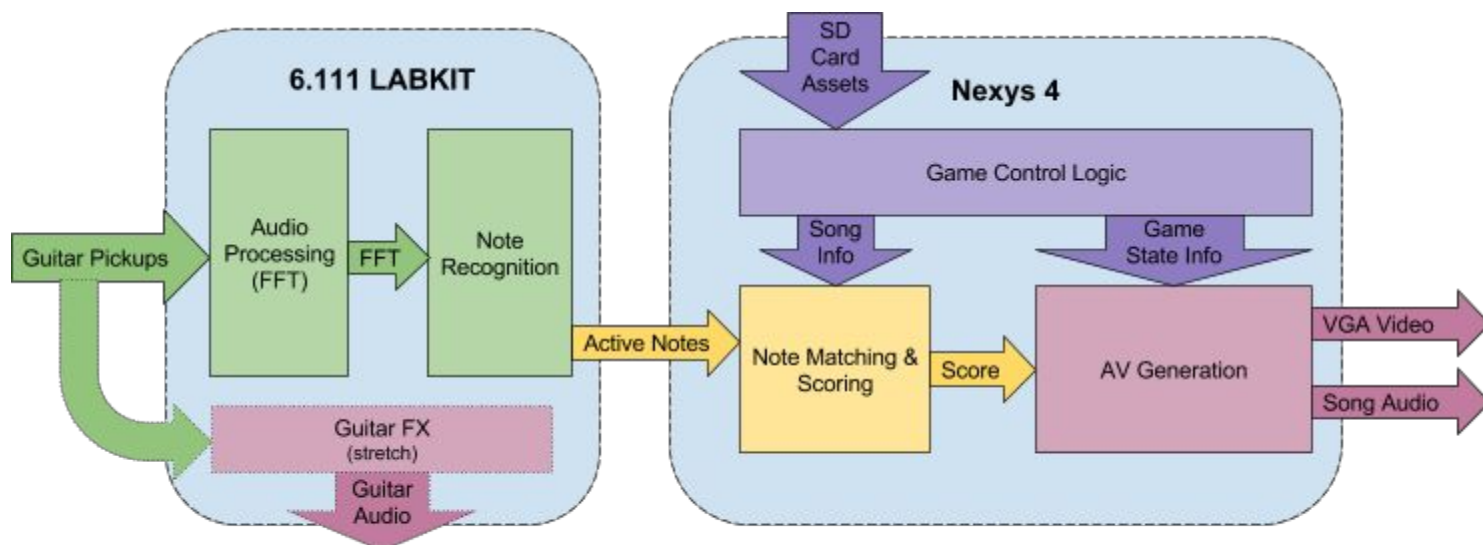 6.111 LABKIT
Guitar Pickups
Audio
Processing
(FFT)
FFT
Note
Recognition
Guitar FX
(stretch)
Guitar
Audio
Active Notes
SD
Card
Assets
Nexys 4
Game Control Logic
Song
Info
Game
State Info
Note Matching &
Scoring
Score
AV Generation
VGA Video
Song Audio